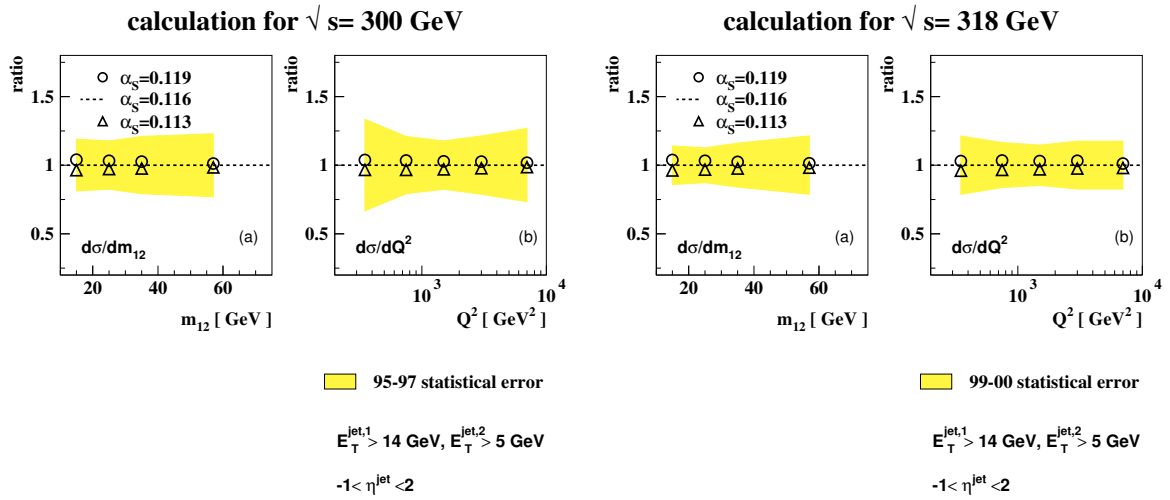 calculation for √ s= 300 GeV
ratio
1.5
1
0.5
α_S=0.119
α_S=0.116
α_S=0.113
dσ/dm_12
(a)
20 40 60
m_12 [ GeV ]
ratio
1.5
1
0.5
dσ/dQ^2
(b)
10^3 10^4
Q^2 [ GeV^2 ]
95-97 statistical error
E_T^jet,1 > 14 GeV, E_T^jet,2 > 5 GeV
-1< η^jet <2
calculation for √ s= 318 GeV
ratio
1.5
1
0.5
α_S=0.119
α_S=0.116
α_S=0.113
dσ/dm_12
(a)
20 40 60
m_12 [ GeV ]
ratio
1.5
1
0.5
dσ/dQ^2
(b)
10^3 10^4
Q^2 [ GeV^2 ]
99-00 statistical error
E_T^jet,1 > 14 GeV, E_T^jet,2 > 5 GeV
-1< η^jet <2